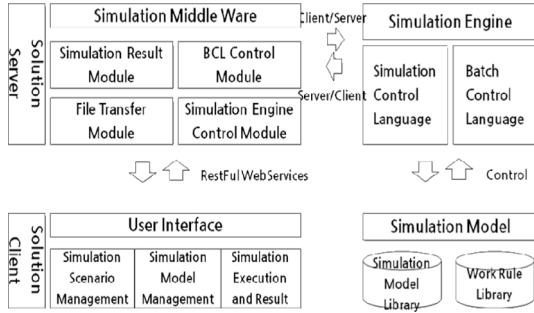 Solution
Server
Simulation Middle Ware
Simulation Result
Module
BCL Control
Module
File Transfer
Module
Simulation Engine
Control Module
Client/Server
Server/Client
Simulation Engine
Simulation
Control
Language
Batch
Control
Language
RestFul WebServices
Control
Solution
Client
User Interface
Simulation
Scenario
Management
Simulation
Model
Management
Simulation
Execution
and Result
Simulation Model
Simulation
Model
Library
Work Rule
Library